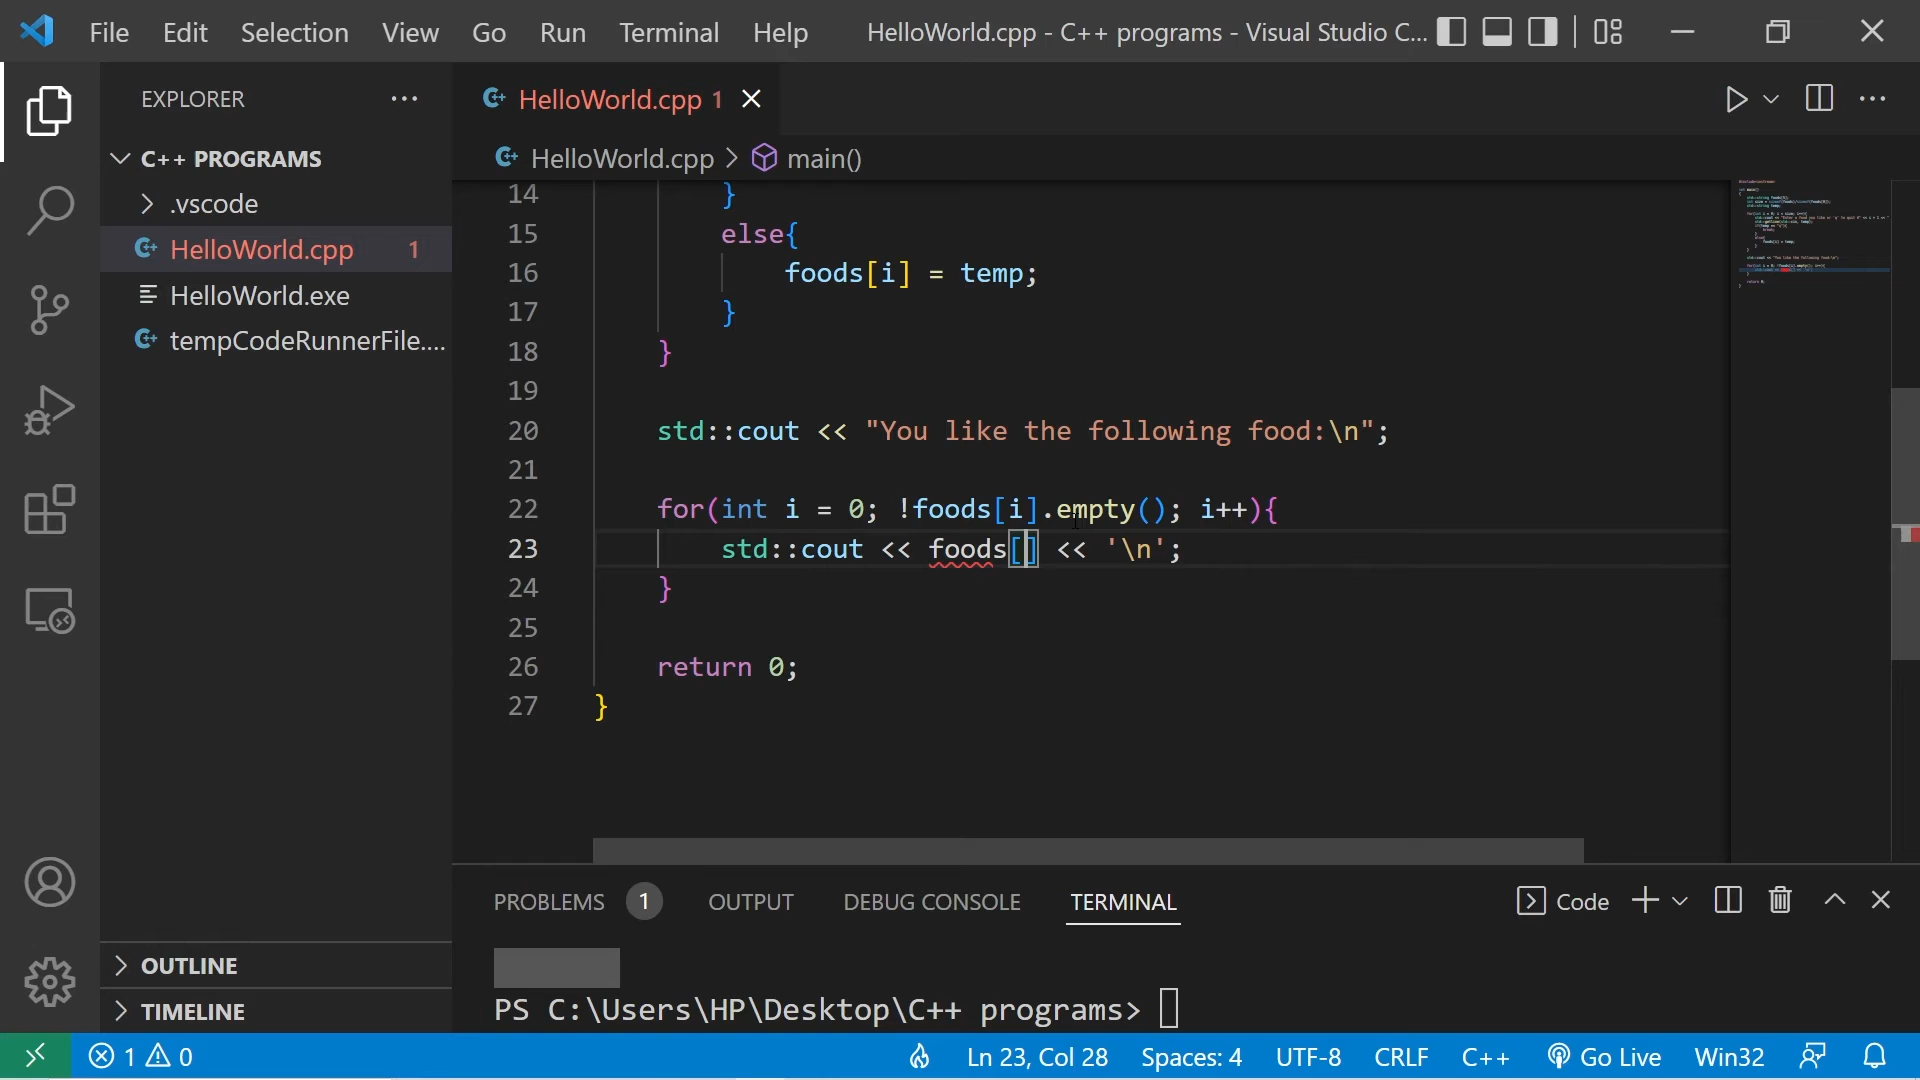 File Edit Selection View Go Run Terminal Help HelloWorld.cpp - C++ programs - Visual Studio C...
EXPLORER
C++ PROGRAMS
.vscode
HelloWorld.cpp 1
HelloWorld.exe
tempCodeRunnerFile....
OUTLINE
TIMELINE
HelloWorld.cpp 1
HelloWorld.cpp > main()
14 }
15 else{
16 foods[i] = temp;
17 }
18 }
19
20 std::cout << "You like the following food:\n";
21
22 for(int i = 0; !foods[i].empty(); i++){
23 std::cout << foods[] << '\n';
24 }
25
26 return 0;
27 }
PROBLEMS 1 OUTPUT DEBUG CONSOLE TERMINAL Code
PS C:\Users\HP\Desktop\C++ programs>
1 0 Ln 23, Col 28 Spaces: 4 UTF-8 CRLF C++ Go Live Win32